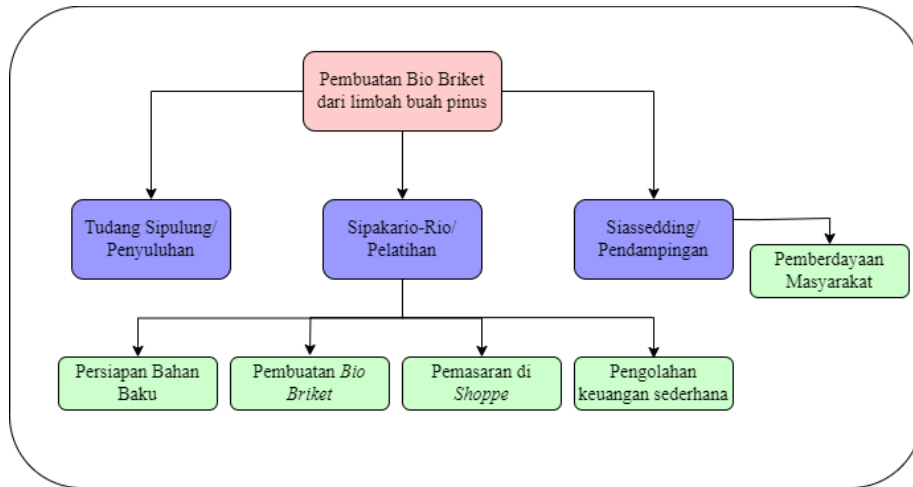 Pembuatan Bio Briket
dari limbah buah pinus
Tudang Sipulung/
Penyuluhan
Sipakario-Rio/
Pelatihan
Siassedding/
Pendampingan
Pemberdayaan
Masyarakat
Persiapan Bahan
Baku
Pembuatan Bio
Briket
Pemasaran di
Shoppe
Pengolahan
keuangan sederhana